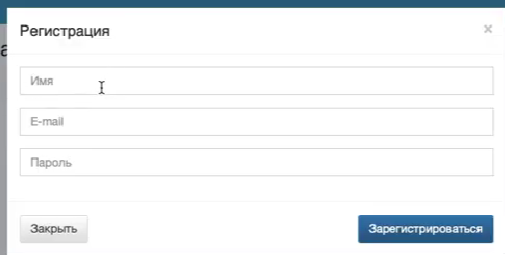 Регистрация
×
Имя
E-mail
Пароль
Закрыть
Зарегистрироваться